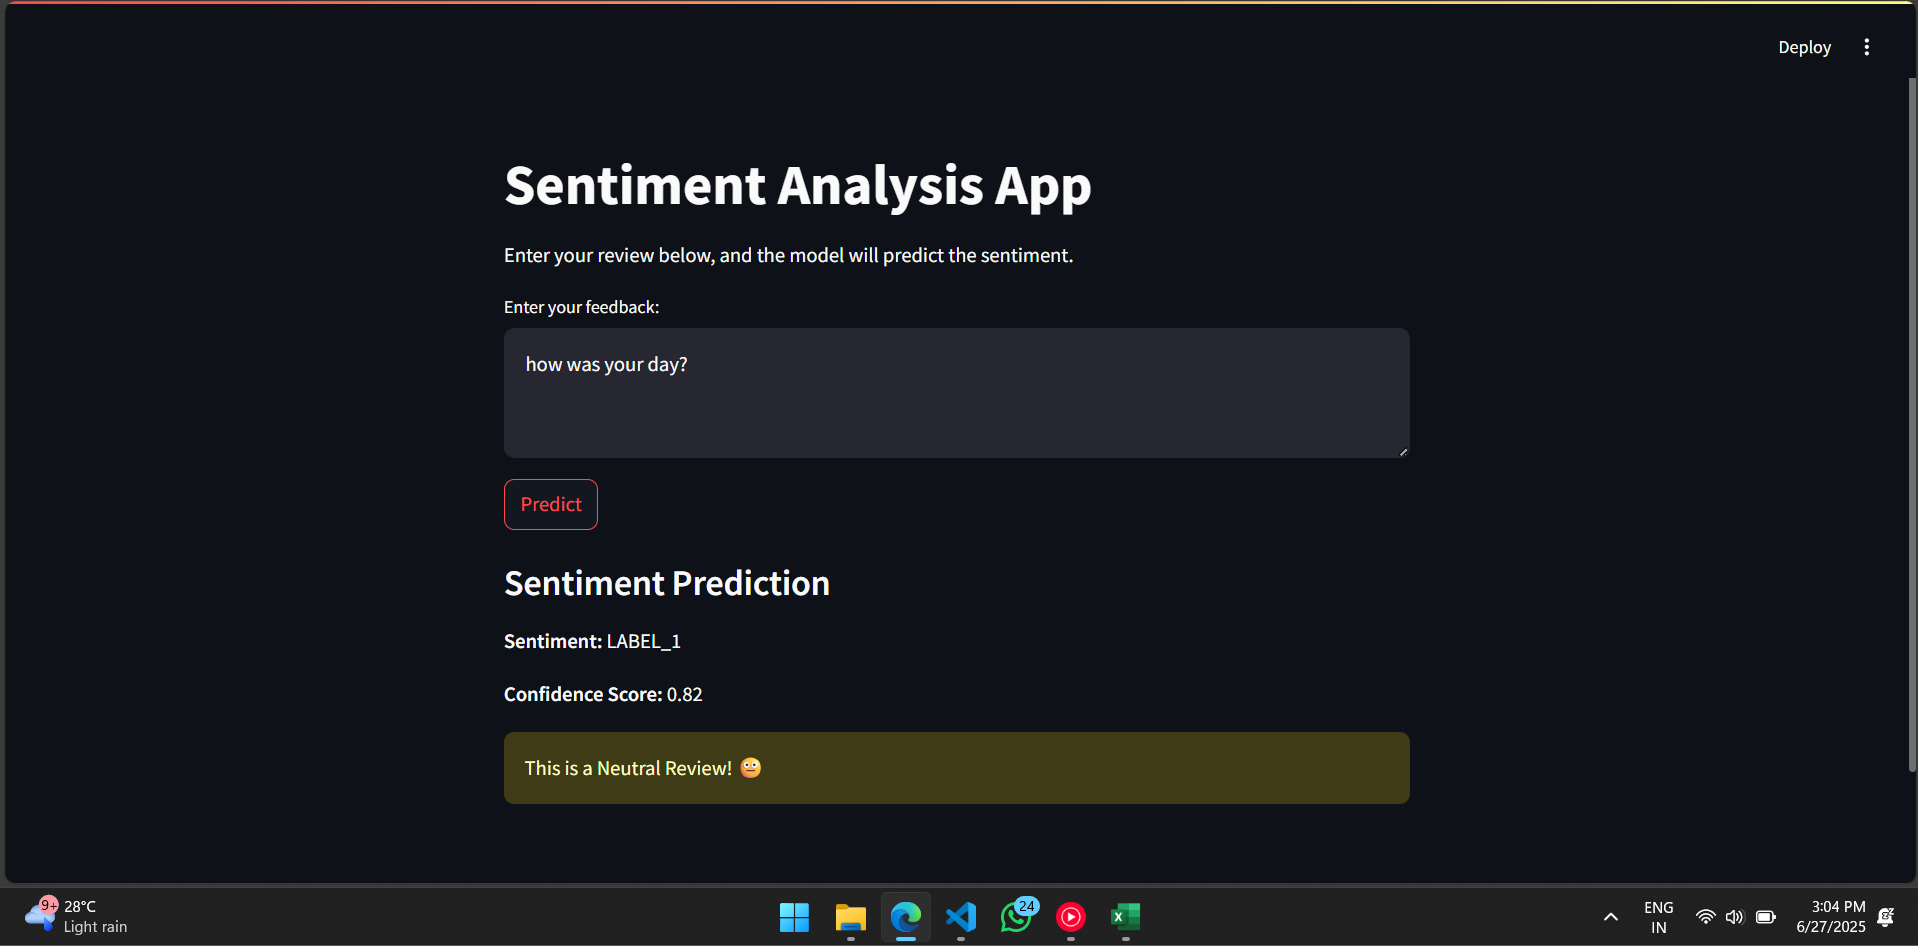 Deploy
Sentiment Analysis App
Enter your review below, and the model will predict the sentiment.
Enter your feedback:
how was your day?
Predict
Sentiment Prediction
Sentiment: LABEL_1
Confidence Score: 0.82
This is a Neutral Review! 😐
9+
28°C
Light rain
24
X
ENG
IN
3:04 PM
6/27/2025